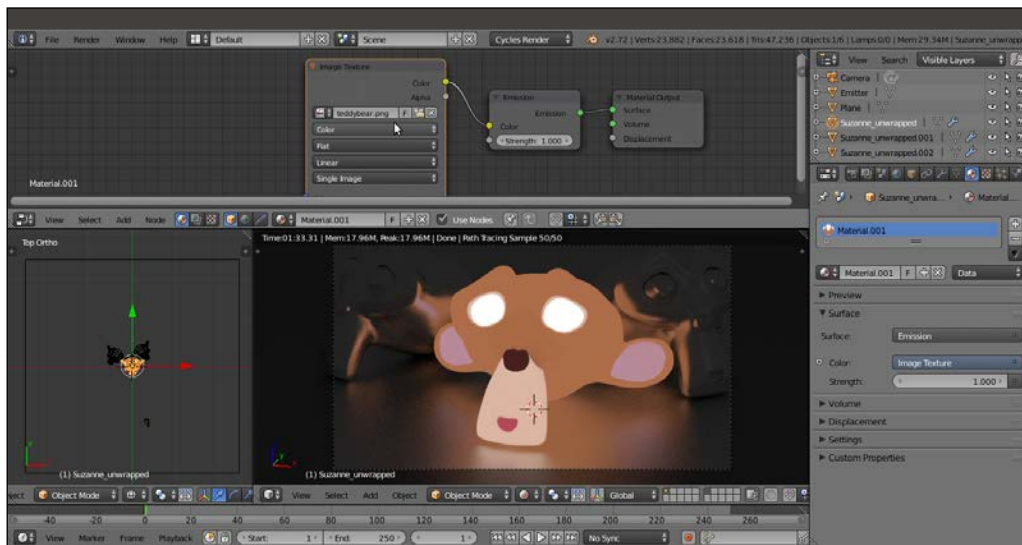 File Render Window Help Default Scene Cycles Render v2.72 | Verts:23,882 | Faces:23,618 | Tris:47,236 | Objects:1/6 | Lamps:0/0 | Mem:29.34M | Suzanne_unwrapp
View Search Visible Layers
Camera
Emitter
Plane
Suzanne_unwrapped
Suzanne_unwrapped.001
Suzanne_unwrapped.002
Image Texture
Color
Alpha
teddybear.png F
Color
Flat
Linear
Single Image
Emission
Emission
Color
Strength: 1.000
Material Output
Surface
Volume
Displacement
Material.001
View Select Add Node Material.001 F Use Nodes
Suzanne_unwra... Material...
Material.001
Material.001 F Data
Preview
Surface
Surface: Emission
Color: Image Texture
Strength: 1.000
Volume
Displacement
Settings
Custom Properties
Top Ortho
(1) Suzanne_unwrapped
Time:01:33.31 | Mem:17.96M, Peak:17.96M | Done | Path Tracing Sample 50/50
(1) Suzanne_unwrapped
ect Object Mode View Select Add Object Object Mode Global
-40 -20 0 20 40 60 80 100 120 140 160 180 200 220 240 260
View Marker Frame Playback Start: 1 End: 250 1 No Sync